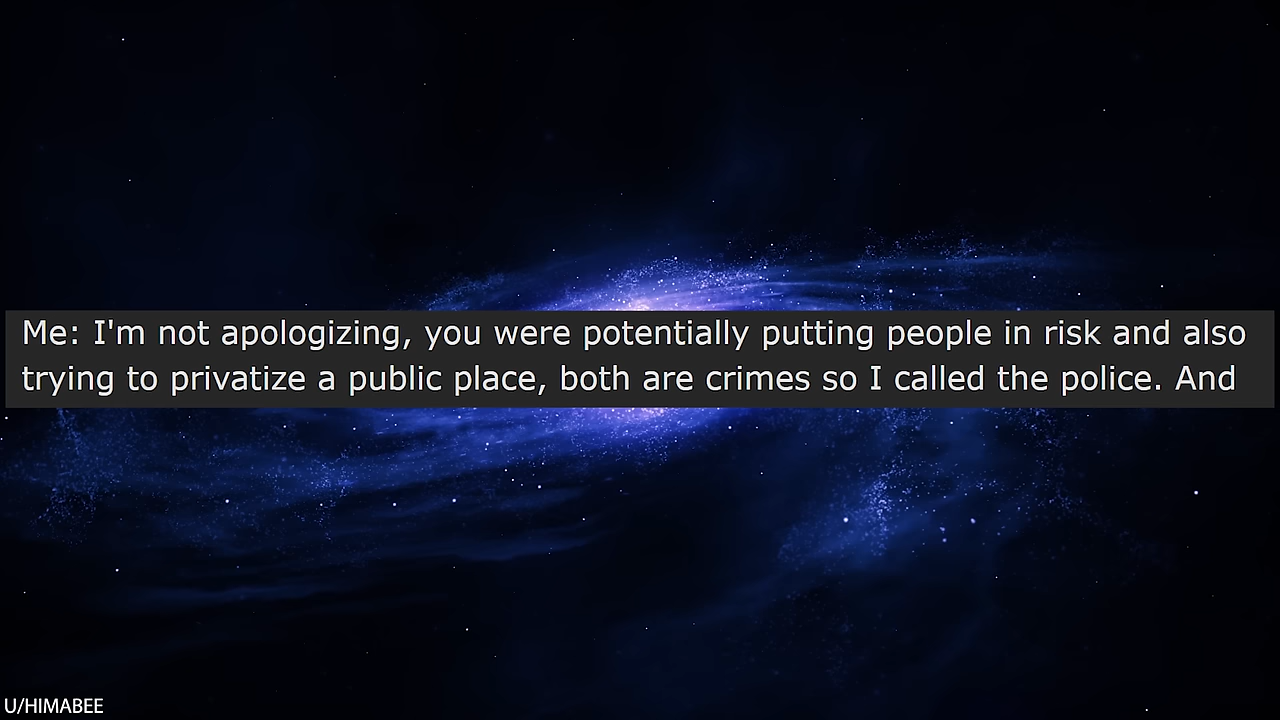 Me: I'm not apologizing, you were potentially putting people in risk and also
trying to privatize a public place, both are crimes so I called the police. And
U/HIMABEE